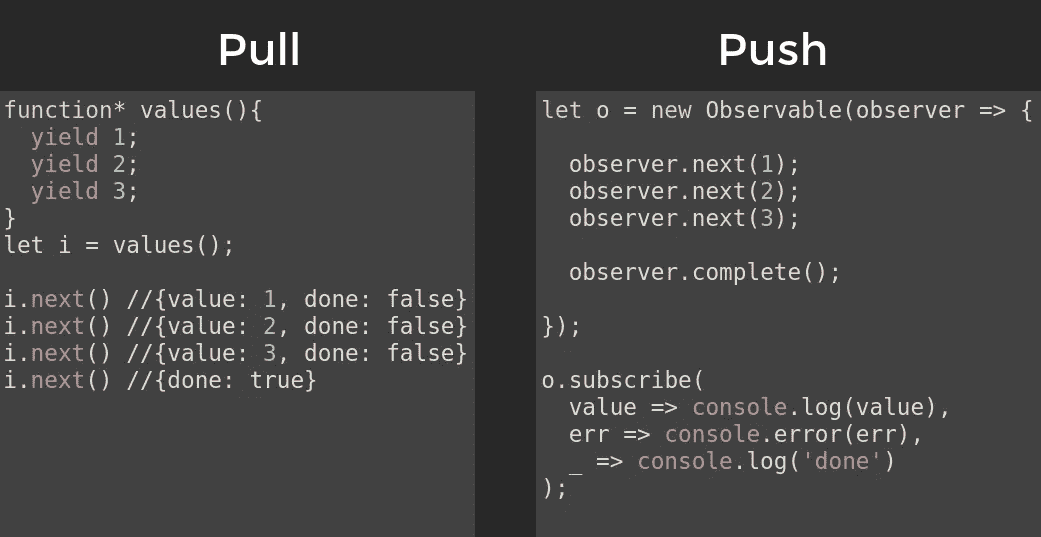 Pull
function* values(){
  yield 1;
  yield 2;
  yield 3;
}
let i = values();
i.next() //{value: 1, done: false}
i.next() //{value: 2, done: false}
i.next() //{value: 3, done: false}
i.next() //{done: true}
Push
let o = new Observable(observer => {
  observer.next(1);
  observer.next(2);
  observer.next(3);
  observer.complete();
});
o.subscribe(
  value => console.log(value),
  err => console.error(err),
  _ => console.log('done')
);